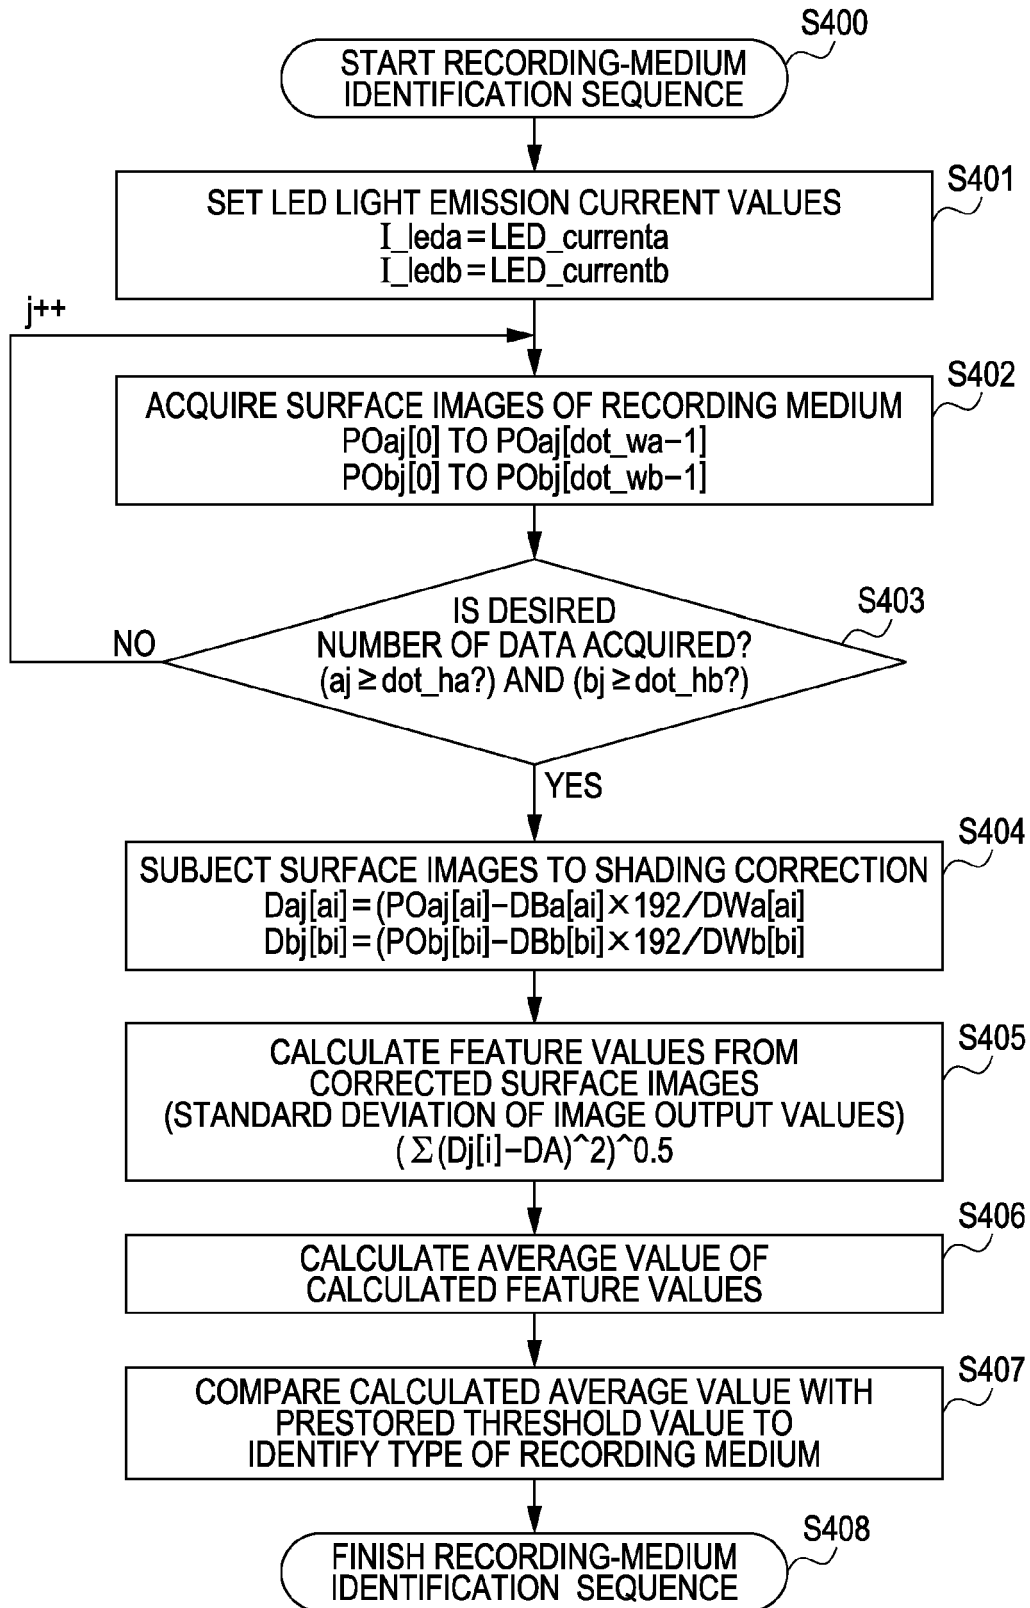 S400
START RECORDING-MEDIUM
IDENTIFICATION SEQUENCE
S401
SET LED LIGHT EMISSION CURRENT VALUES
I_leda=LED_currenta
I_ledb=LED_currentb
j++
S402
ACQUIRE SURFACE IMAGES OF RECORDING MEDIUM
POaj[0] TO POaj[dot_wa−1]
PObj[0] TO PObj[dot_wb−1]
S403
IS DESIRED
NUMBER OF DATA ACQUIRED?
(aj≥dot_ha?) AND (bj≥dot_hb?)
NO
YES
S404
SUBJECT SURFACE IMAGES TO SHADING CORRECTION
Daj[ai]=(POaj[ai]−DBa[ai]×192/DWa[ai]
Dbj[bi]=(PObj[bi]−DBb[bi]×192/DWb[bi]
S405
CALCULATE FEATURE VALUES FROM
CORRECTED SURFACE IMAGES
(STANDARD DEVIATION OF IMAGE OUTPUT VALUES)
(Σ(Dj[i]−DA)^2)^0.5
S406
CALCULATE AVERAGE VALUE OF
CALCULATED FEATURE VALUES
S407
COMPARE CALCULATED AVERAGE VALUE WITH
PRESTORED THRESHOLD VALUE TO
IDENTIFY TYPE OF RECORDING MEDIUM
S408
FINISH RECORDING-MEDIUM
IDENTIFICATION SEQUENCE